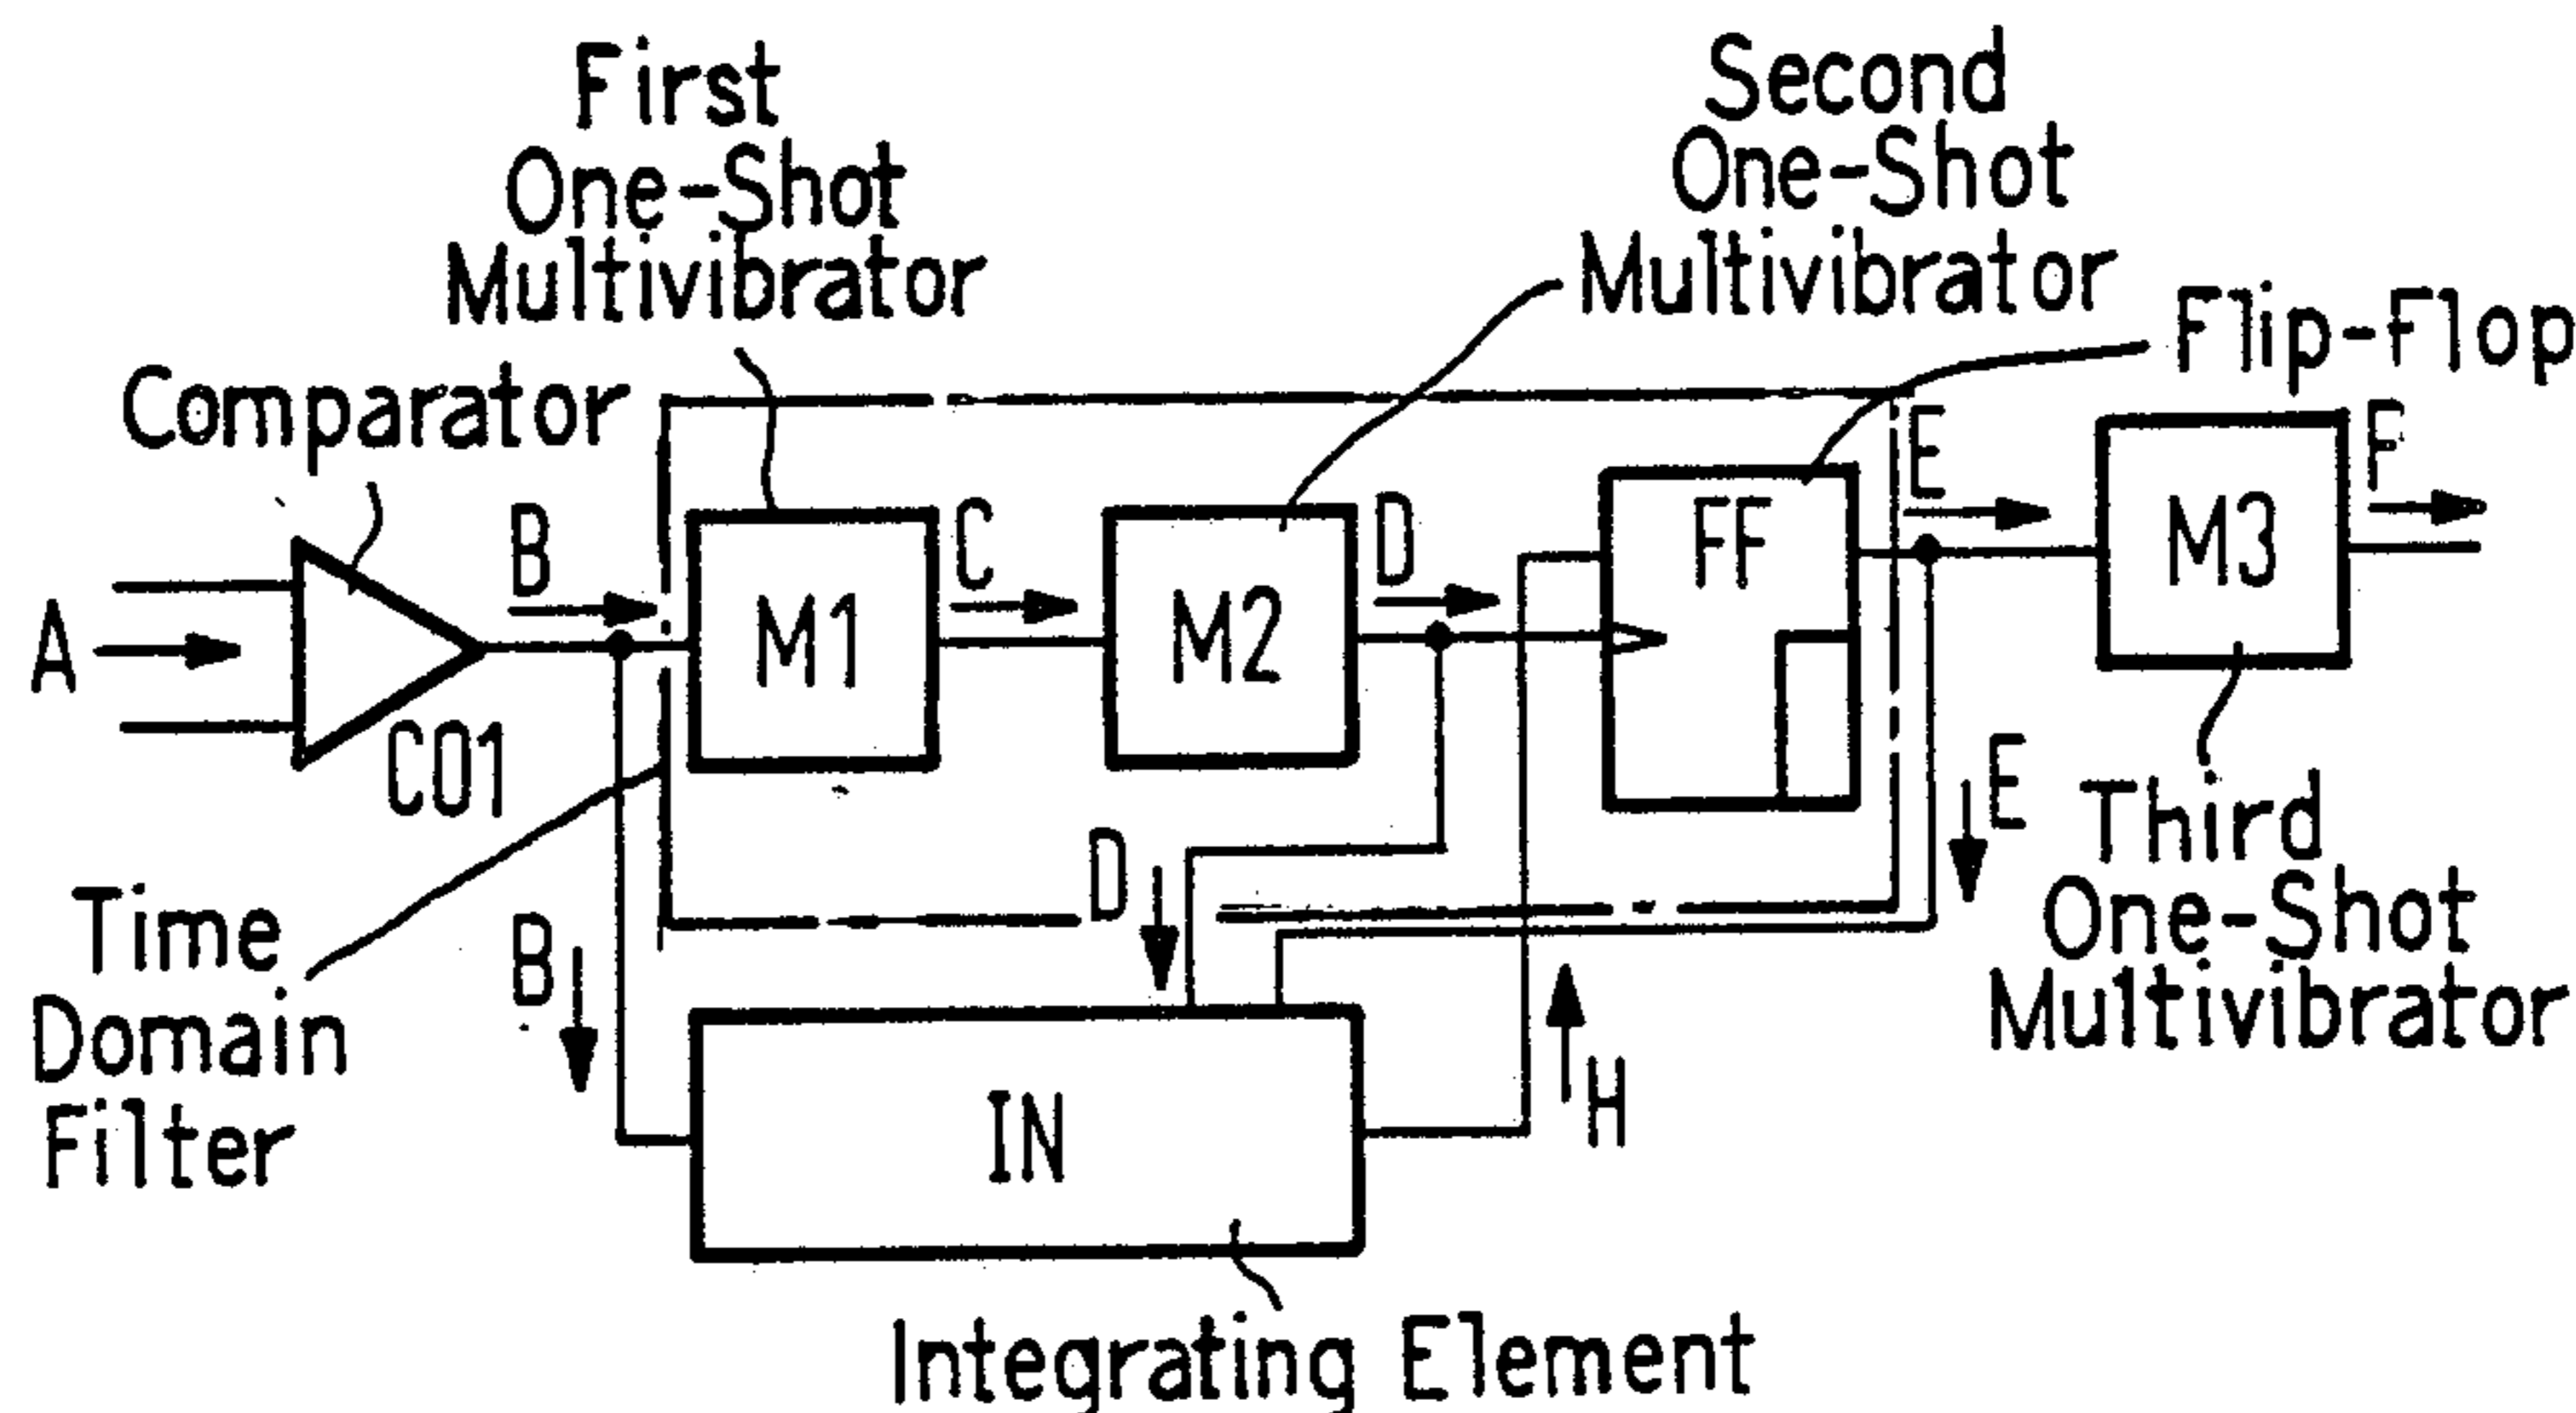 First
One-Shot
Multivibrator
Second
One-Shot
Multivibrator
Flip-Flop
Comparator
A
B
C
D
E
F
M1
M2
FF
M3
CO1
Time
Domain
Filter
B
D
E
H
Third
One-Shot
Multivibrator
IN
Integrating Element